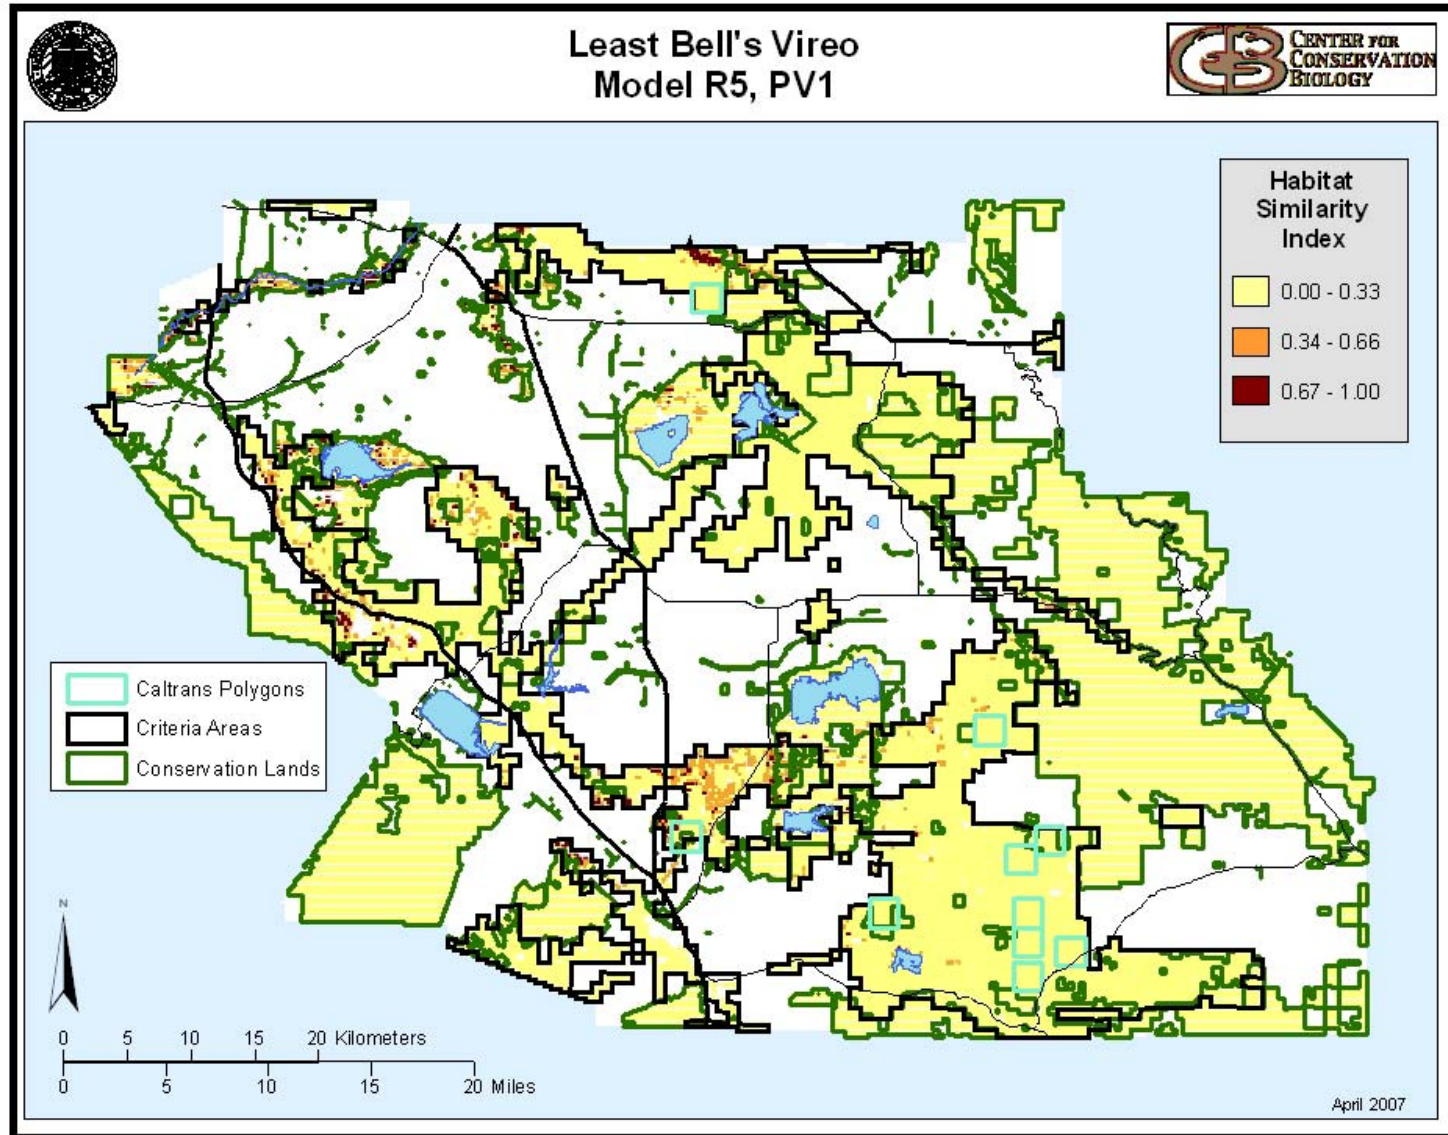 Least Bell's Vireo
Model R5, PV1
CENTER FOR
CONSERVATION
BIOLOGY
Habitat
Similarity
Index
0.00 - 0.33
0.34 - 0.66
0.67 - 1.00
Caltrans Polygons
Criteria Areas
Conservation Lands
N
0 5 10 15 20 Kilometers
0 5 10 15 20 Miles
April 2007